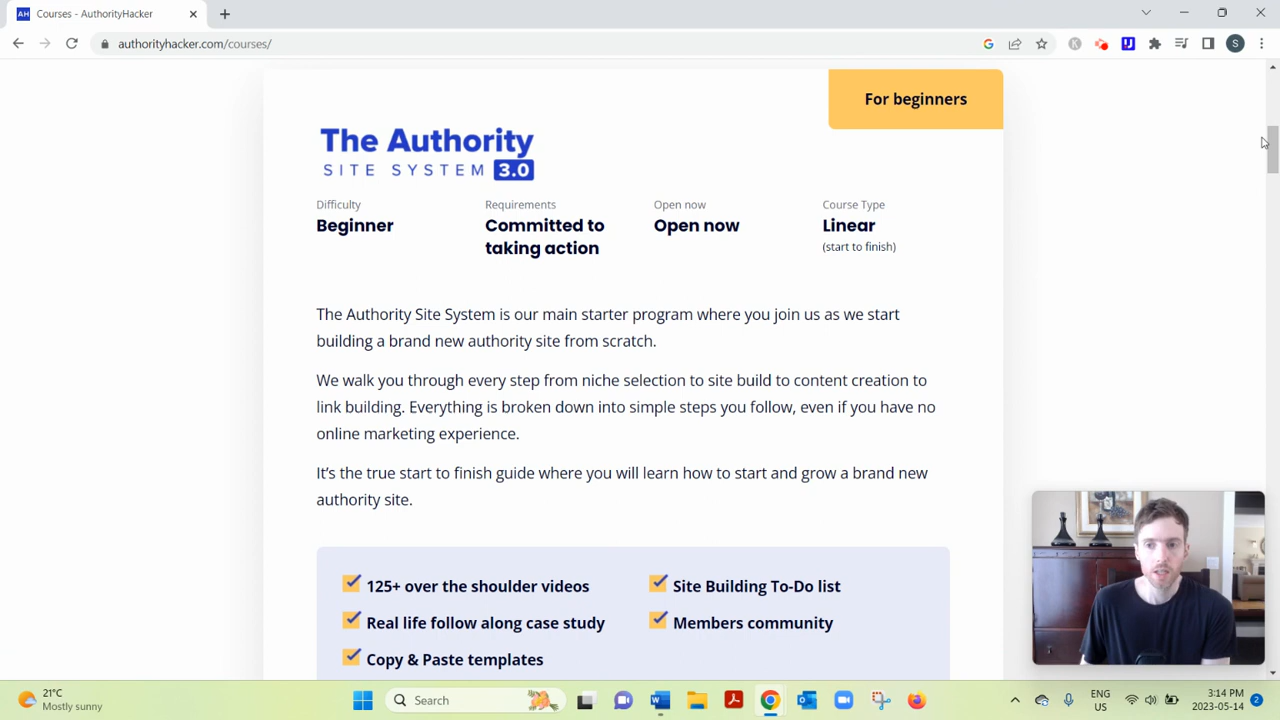 AH Courses - AuthorityHacker
authorityhacker.com/courses/
S
For beginners
The Authority
SITE SYSTEM 3.0
Difficulty
Beginner
Requirements
Committed to
taking action
Open now
Open now
Course Type
Linear
(start to finish)
The Authority Site System is our main starter program where you join us as we start
building a brand new authority site from scratch.
We walk you through every step from niche selection to site build to content creation to
link building. Everything is broken down into simple steps you follow, even if you have no
online marketing experience.
It’s the true start to finish guide where you will learn how to start and grow a brand new
authority site.
125+ over the shoulder videos
Site Building To-Do list
Real life follow along case study
Members community
Copy & Paste templates
21°C
Mostly sunny
Search
ENG
US
3:14 PM
2023-05-14
2